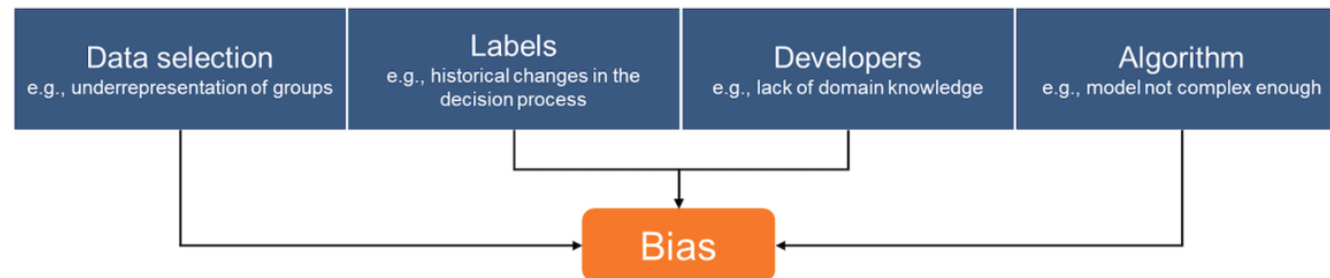 Data selection
e.g., underrepresentation of groups
Labels
e.g., historical changes in the
decision process
Developers
e.g., lack of domain knowledge
Algorithm
e.g., model not complex enough
Bias